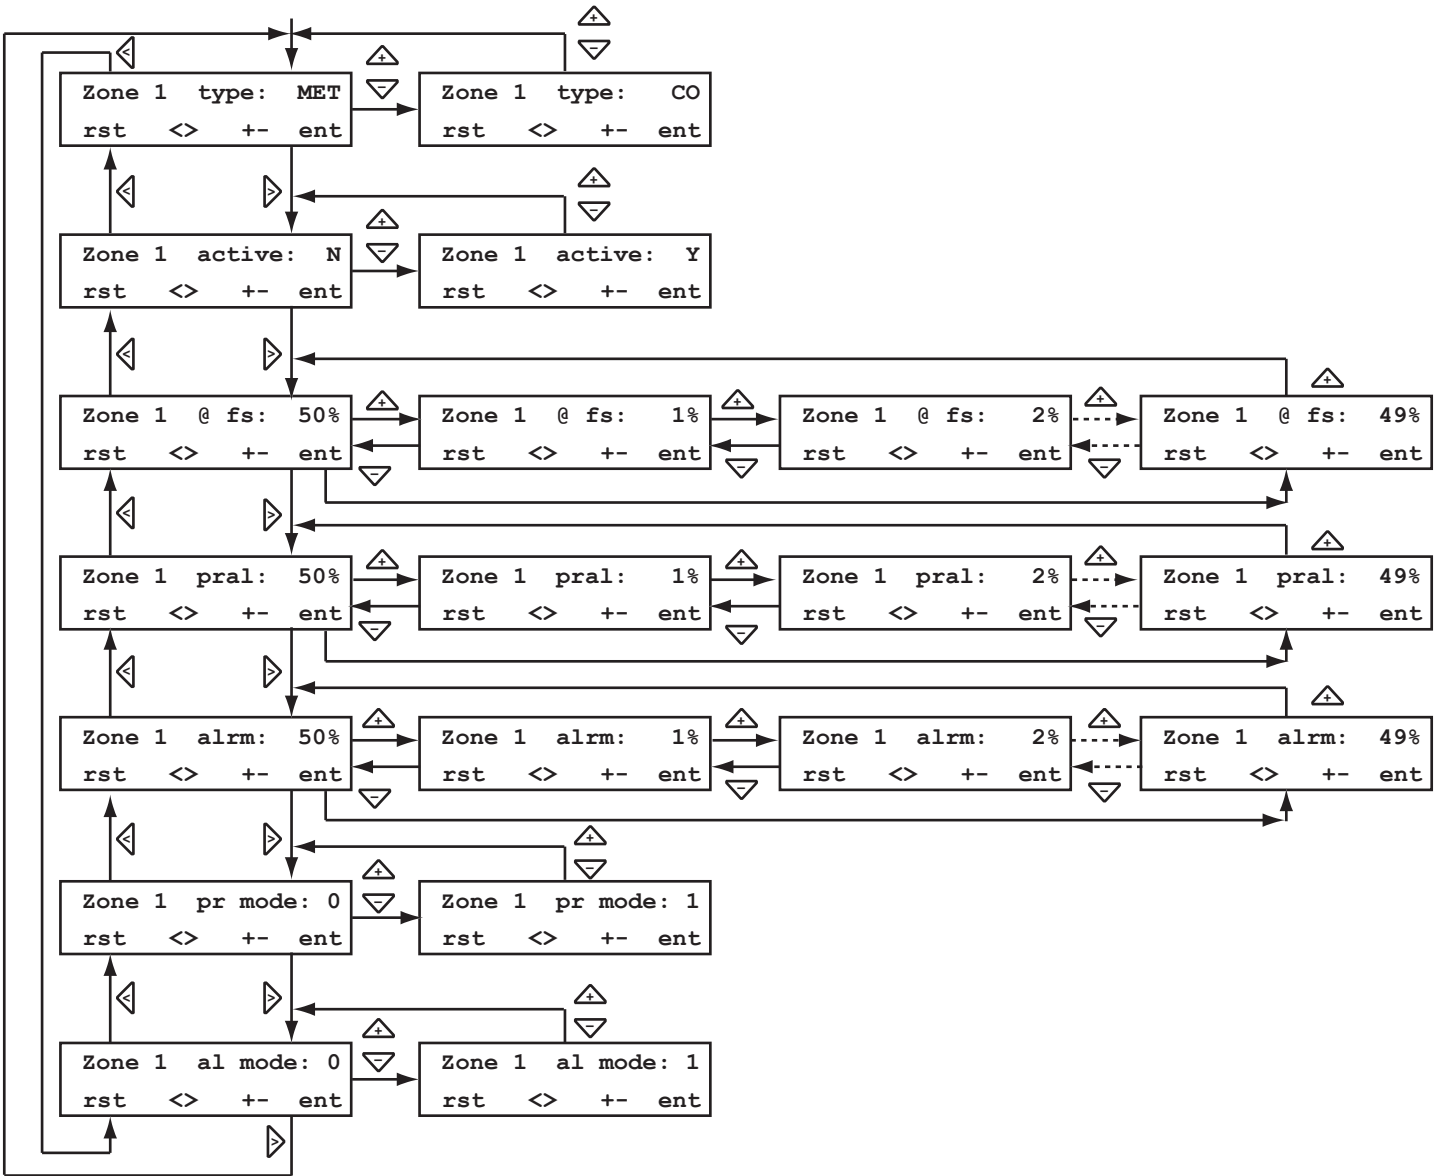 +
-
<
+
-
Zone 1 type: MET
rst <> +- ent
Zone 1 type: CO
rst <> +- ent
<
>
+
-
+
-
Zone 1 active: N
rst <> +- ent
Zone 1 active: Y
rst <> +- ent
<
>
+
Zone 1 @ fs: 50%
rst <> +- ent
+
-
Zone 1 @ fs: 1%
rst <> +- ent
+
-
Zone 1 @ fs: 2%
rst <> +- ent
+
-
Zone 1 @ fs: 49%
rst <> +- ent
<
>
+
Zone 1 pral: 50%
rst <> +- ent
+
-
Zone 1 pral: 1%
rst <> +- ent
+
-
Zone 1 pral: 2%
rst <> +- ent
+
-
Zone 1 pral: 49%
rst <> +- ent
<
>
+
Zone 1 alrm: 50%
rst <> +- ent
+
-
Zone 1 alrm: 1%
rst <> +- ent
+
-
Zone 1 alrm: 2%
rst <> +- ent
+
-
Zone 1 alrm: 49%
rst <> +- ent
<
>
+
-
+
-
Zone 1 pr mode: 0
rst <> +- ent
Zone 1 pr mode: 1
rst <> +- ent
<
>
+
-
+
-
Zone 1 al mode: 0
rst <> +- ent
Zone 1 al mode: 1
rst <> +- ent
>